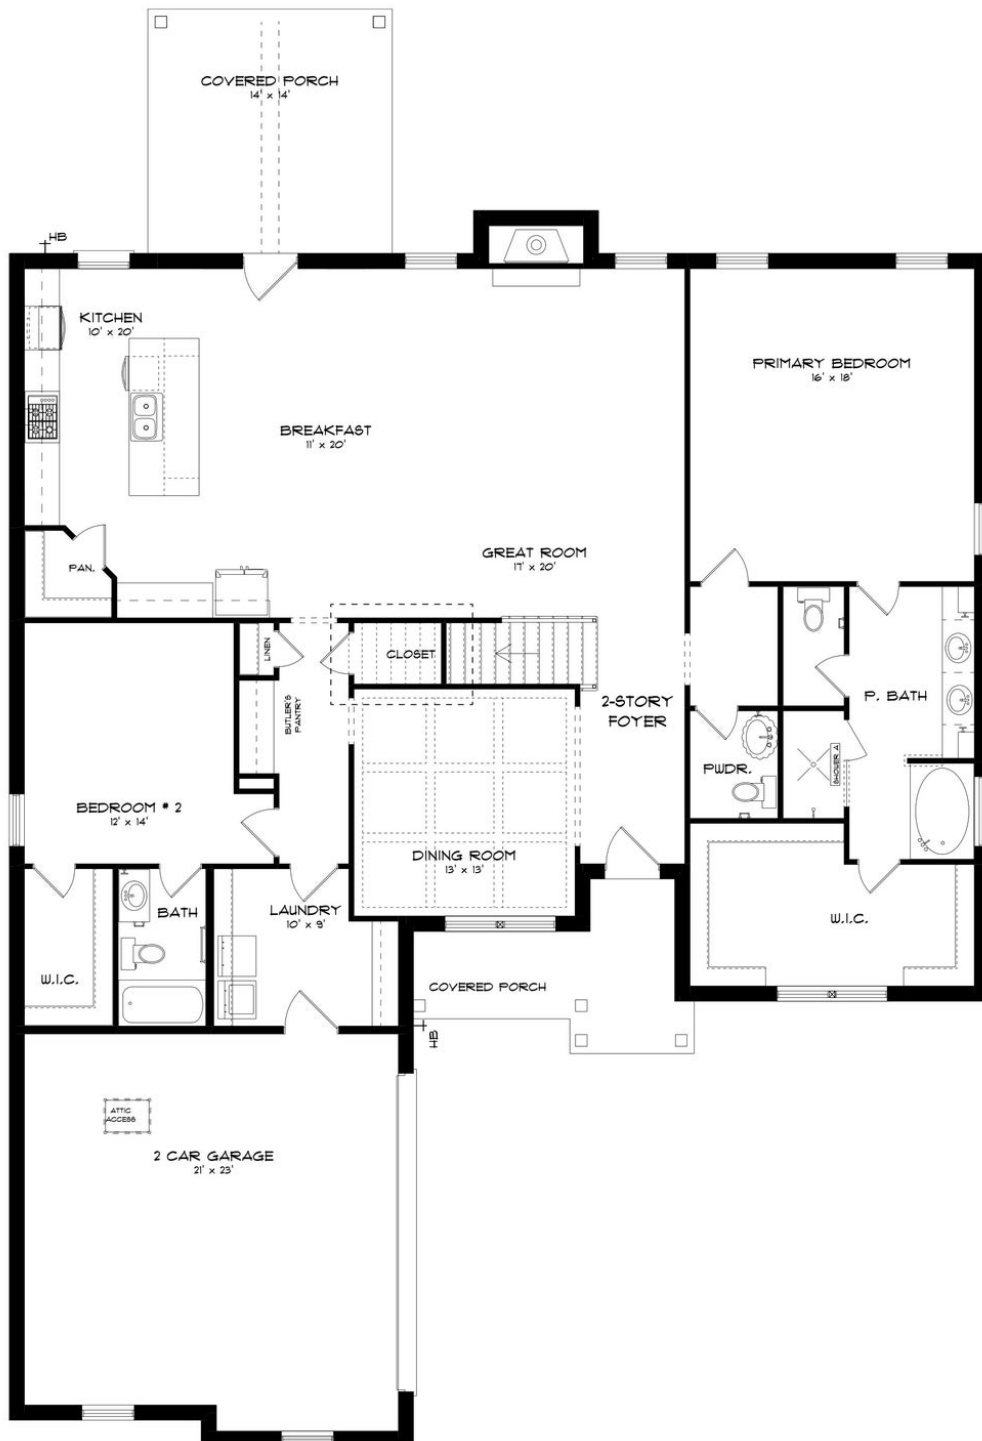 COVERED PORCH
14' x 14'
HB
KITCHEN
10' x 20'
PRIMARY BEDROOM
16' x 18'
BREAKFAST
11' x 20'
GREAT ROOM
17' x 20'
PAN.
LINEN
CLOSET
BUTLER'S
PANTRY
2-STORY
FOYER
P. BATH
PWDR.
SHOWER A
BEDROOM # 2
12' x 14'
DINING ROOM
13' x 13'
BATH
LAUNDRY
10' x 9'
W.I.C.
W.I.C.
COVERED PORCH
HB
ATTIC
ACCESS
2 CAR GARAGE
21' x 23'